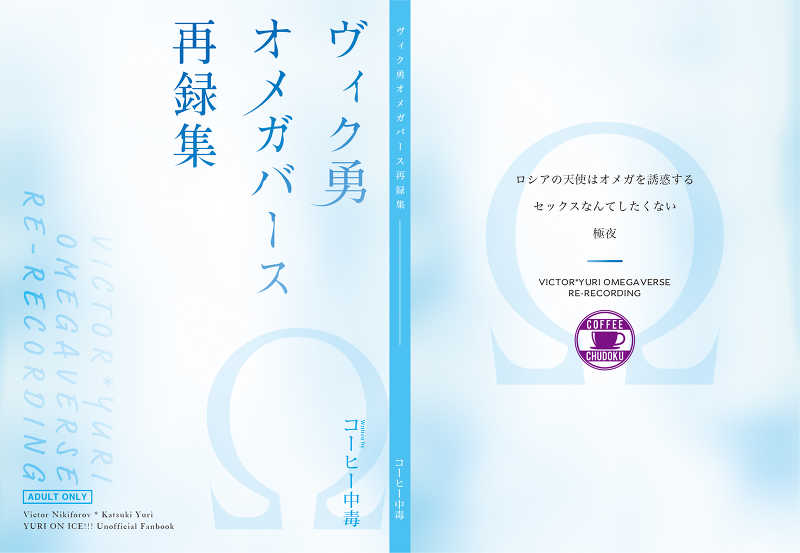 ヴィク勇
オメガバース
再録集
VICTOR*YURI
OMEGAVERSE
RE-RECORDING
Written by
コーヒー中毒
ADULT ONLY
Victor Nikiforov * Katsuki Yuri
YURI ON ICE!!! Unofficial Fanbook
ヴィク勇オメガバース再録集
コーヒー中毒
Ω
Ω
ロシアの天使はオメガを誘惑する
セックスなんてしたくない
極夜
VICTOR*YURI OMEGAVERSE
RE-RECORDING
COFFEE
CHUDOKU